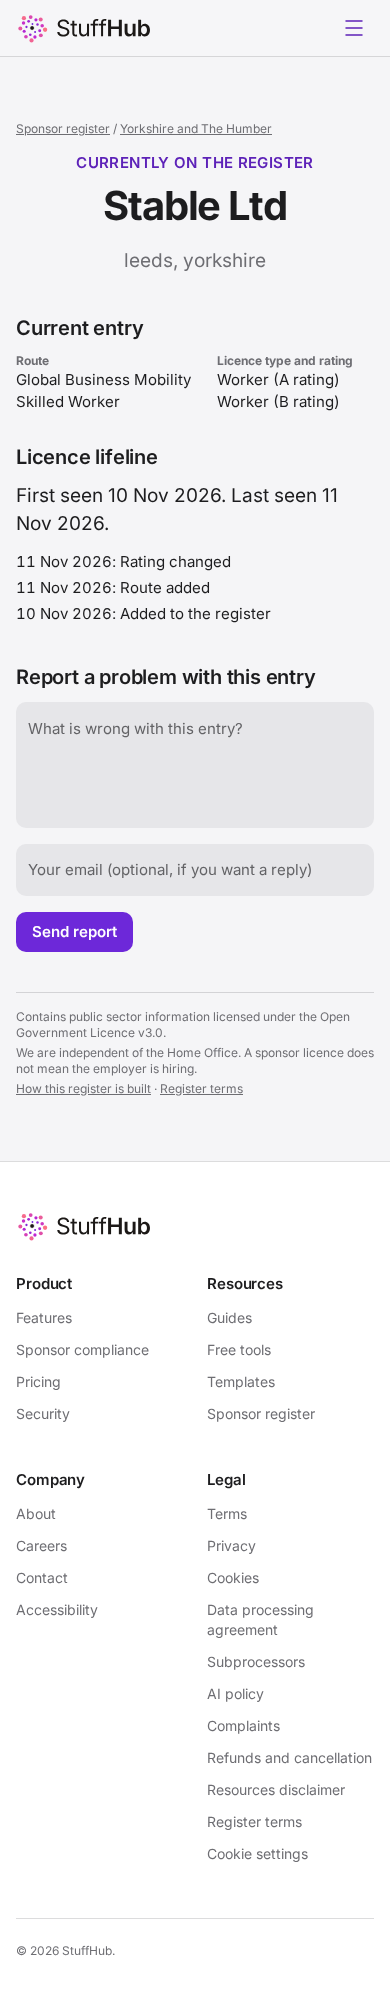 StuffHub
Sponsor register / Yorkshire and The Humber
CURRENTLY ON THE REGISTER
Stable Ltd
leeds, yorkshire
Current entry
Route
Global Business Mobility
Skilled Worker
Licence type and rating
Worker (A rating)
Worker (B rating)
Licence lifeline
First seen 10 Nov 2026. Last seen 11
Nov 2026.
11 Nov 2026: Rating changed
11 Nov 2026: Route added
10 Nov 2026: Added to the register
Report a problem with this entry
What is wrong with this entry?
Your email (optional, if you want a reply)
Send report
Contains public sector information licensed under the Open
Government Licence v3.0.
We are independent of the Home Office. A sponsor licence does
not mean the employer is hiring.
How this register is built · Register terms
StuffHub
Product
Features
Sponsor compliance
Pricing
Security
Resources
Guides
Free tools
Templates
Sponsor register
Company
About
Careers
Contact
Accessibility
Legal
Terms
Privacy
Cookies
Data processing
agreement
Subprocessors
AI policy
Complaints
Refunds and cancellation
Resources disclaimer
Register terms
Cookie settings
© 2026 StuffHub.